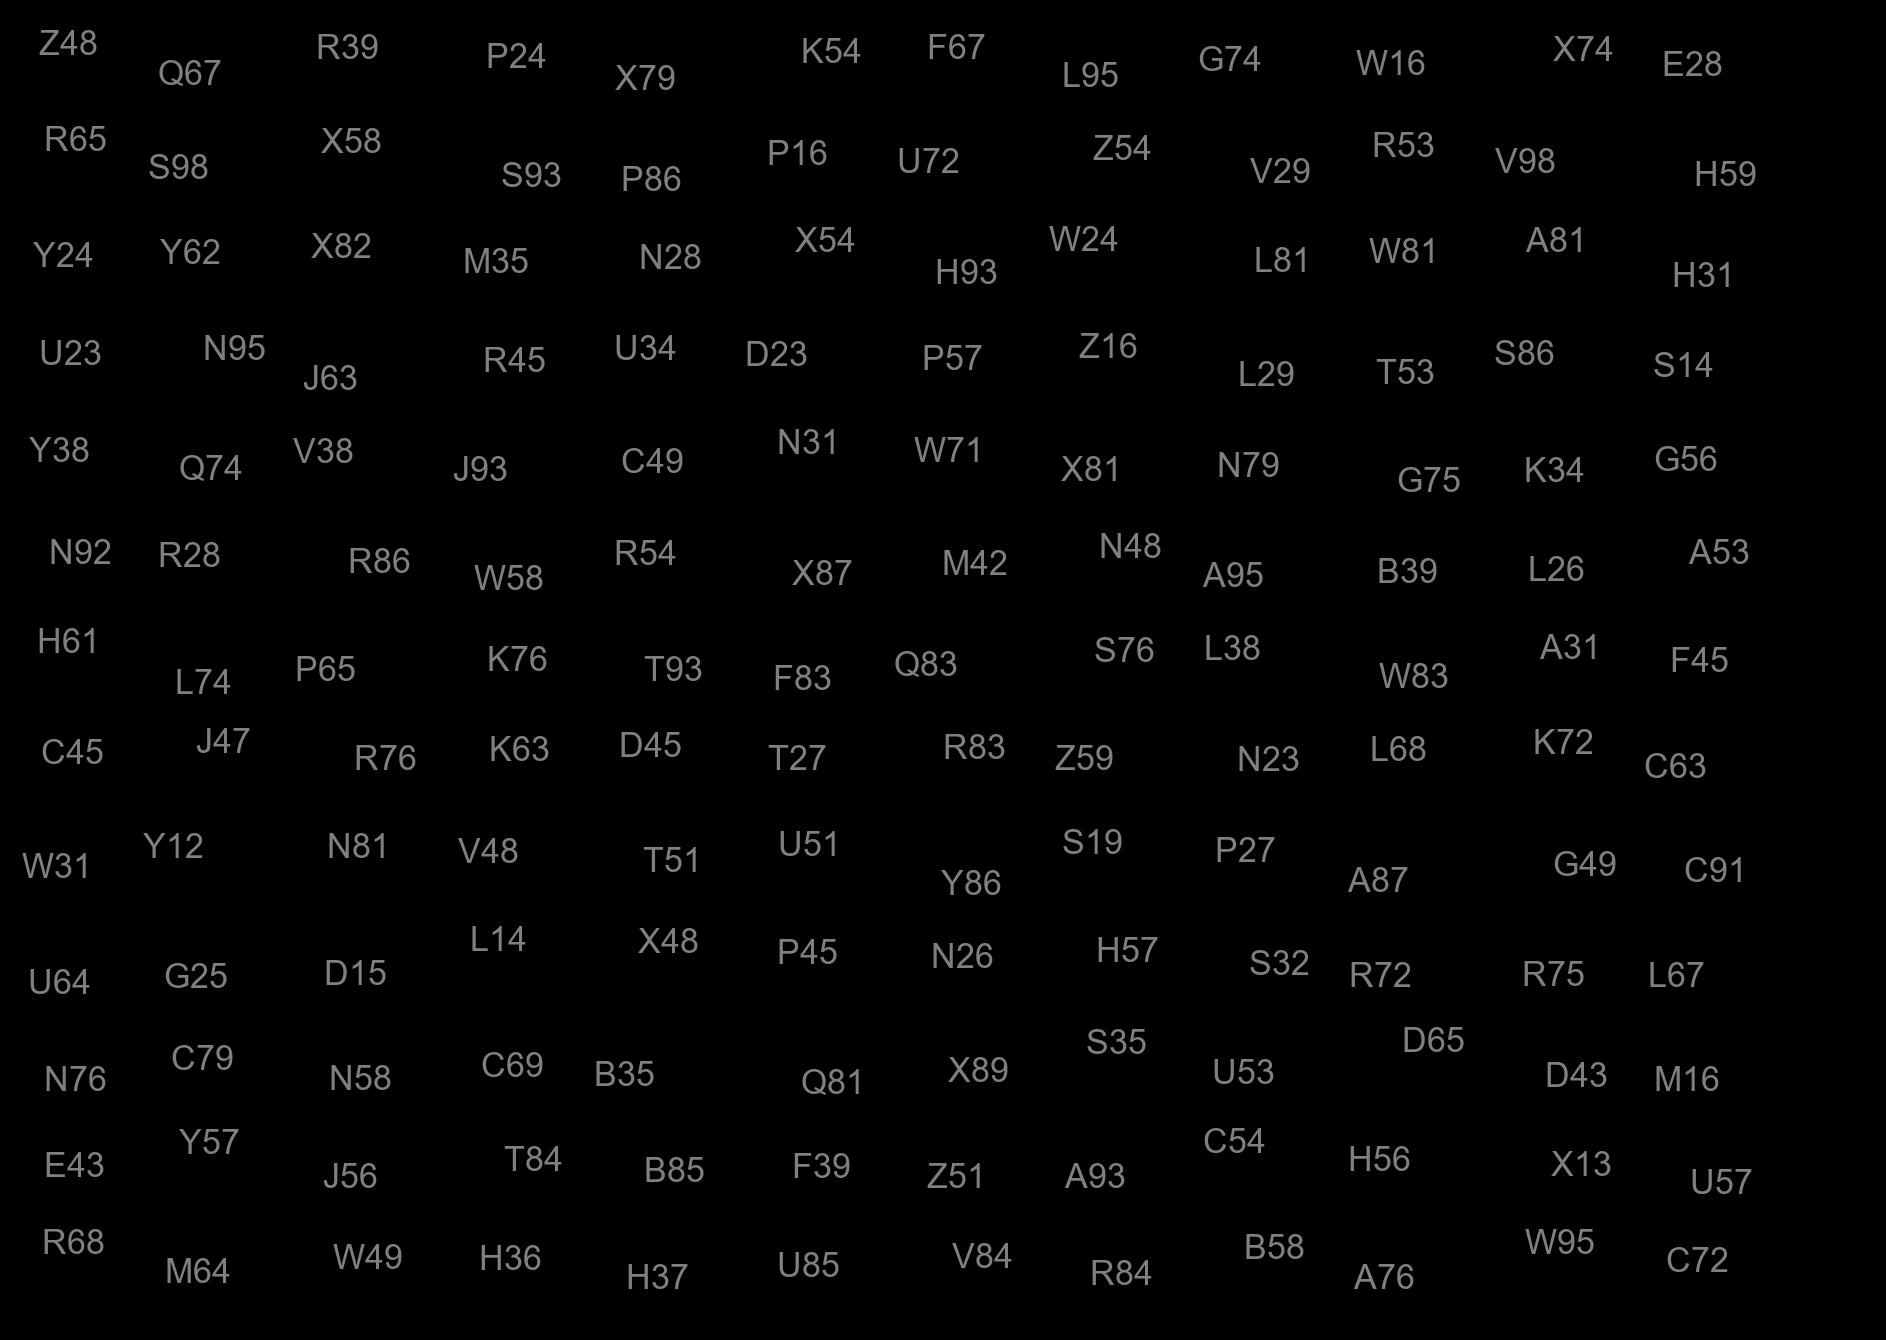 Z48 Q67 R39 P24 X79 K54 F67 L95 G74 W16 X74 E28
R65 S98 X58 S93 P86 P16 U72 Z54 V29 R53 V98 H59
Y24 Y62 X82 M35 N28 X54 H93 W24 L81 W81 A81 H31
U23 N95 J63 R45 U34 D23 P57 Z16 L29 T53 S86 S14
Y38 Q74 V38 J93 C49 N31 W71 X81 N79 G75 K34 G56
N92 R28 R86 W58 R54 X87 M42 N48 A95 B39 L26 A53
H61 L74 P65 K76 T93 F83 Q83 S76 L38 W83 A31 F45
C45 J47 R76 K63 D45 T27 R83 Z59 N23 L68 K72 C63
W31 Y12 N81 V48 T51 U51 Y86 S19 P27 A87 G49 C91
U64 G25 D15 L14 X48 P45 N26 H57 S32 R72 R75 L67
N76 C79 N58 C69 B35 Q81 X89 S35 U53 D65 D43 M16
E43 Y57 J56 T84 B85 F39 Z51 A93 C54 H56 X13 U57
R68 M64 W49 H36 H37 U85 V84 R84 B58 A76 W95 C72